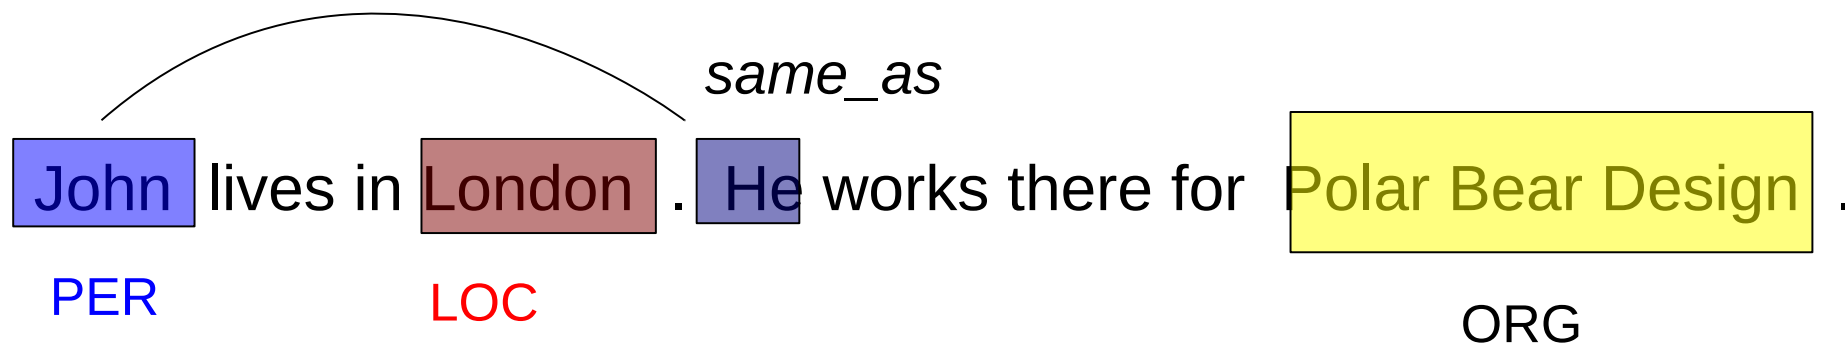 same_as
John lives in London . He works there for Polar Bear Design .
PER LOC ORG